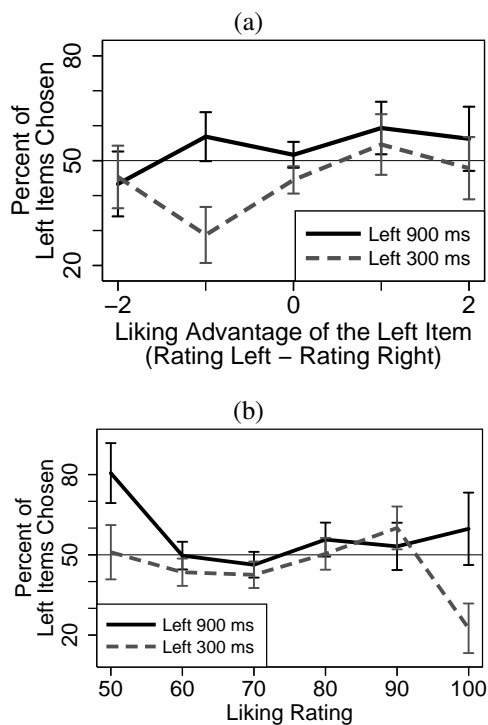 (a)
Percent of
Left Items Chosen
80
50
20
Left 900 ms
Left 300 ms
−2
0
2
Liking Advantage of the Left Item
(Rating Left − Rating Right)
(b)
Percent of
Left Items Chosen
80
50
20
Left 900 ms
Left 300 ms
50 60 70 80 90 100
Liking Rating